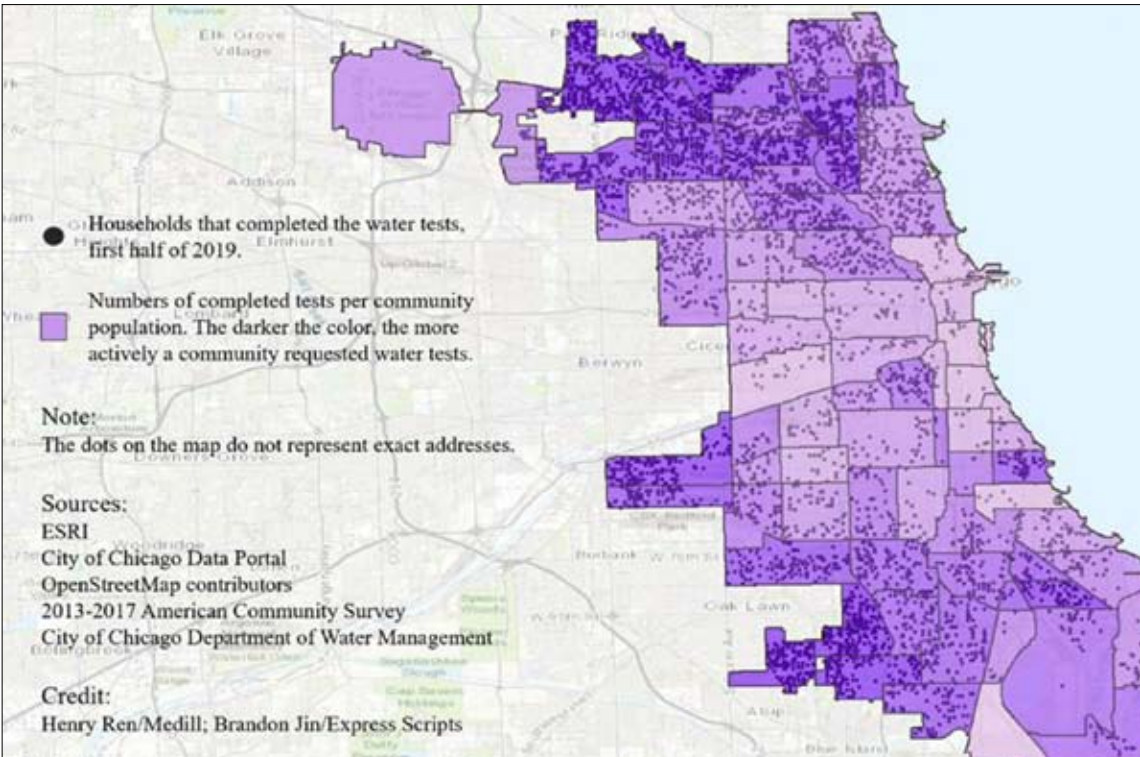 Elk Grove
Village
Addison
Households that completed the water tests,
first half of 2019.
Elmhurst
Numbers of completed tests per community
population. The darker the color, the more
actively a community requested water tests.
Lombard
Berwyn
Note:
The dots on the map do not represent exact addresses.
Downers Grove
Sources:
ESRI
City of Chicago Data Portal
OpenStreetMap contributors
2013-2017 American Community Survey
City of Chicago Department of Water Management
Woodridge
Burbank
Oak Lawn
Credit:
Henry Ren/Medill; Brandon Jin/Express Scripts
Blue Island